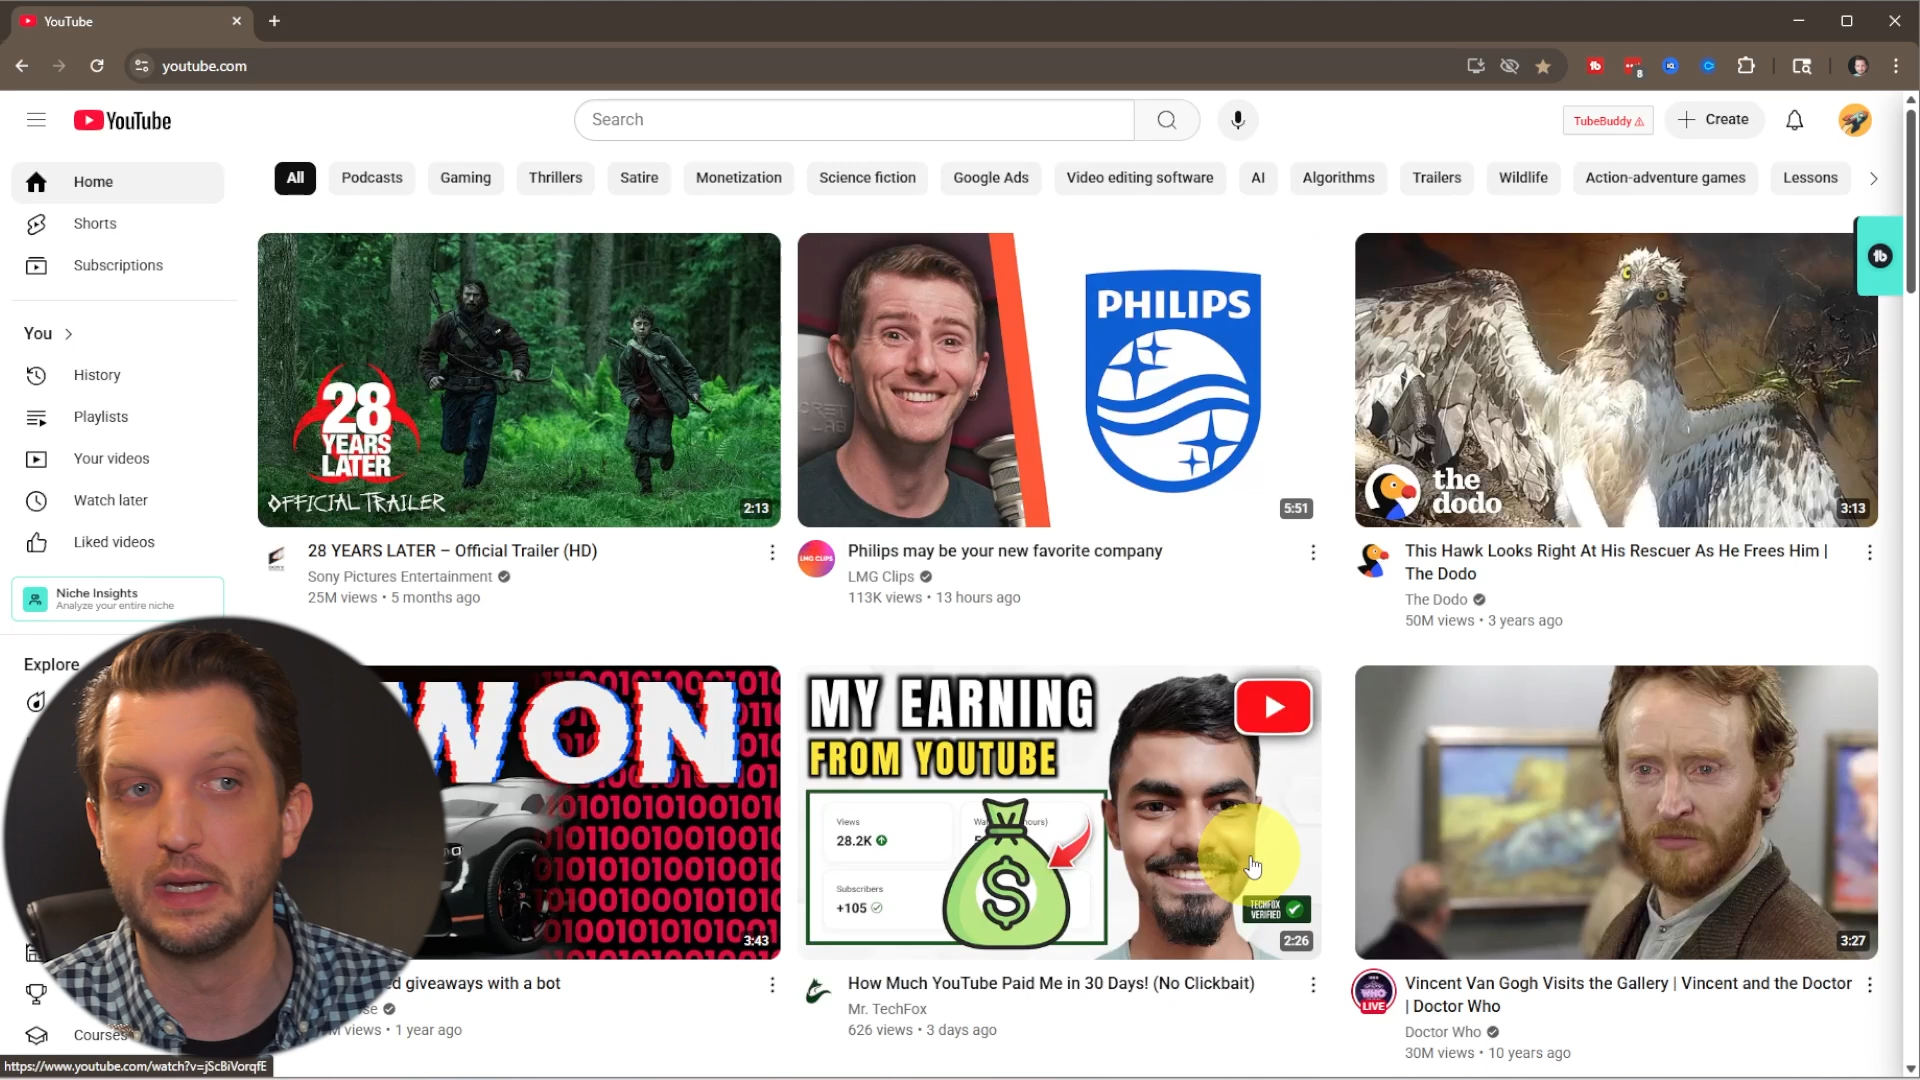 YouTube
youtube.com
8
YouTube
Search
TubeBuddy
Create
Home
Shorts
Subscriptions
You
History
Playlists
Your videos
Watch later
Liked videos
Niche Insights
Analyze your entire niche
Explore
Courses
All
Podcasts
Gaming
Thrillers
Satire
Monetization
Science fiction
Google Ads
Video editing software
AI
Algorithms
Trailers
Wildlife
Action-adventure games
Lessons
28
YEARS
LATER
OFFICIAL TRAILER
2:13
28 YEARS LATER – Official Trailer (HD)
Sony Pictures Entertainment
25M views • 5 months ago
PHILIPS
5:51
LMG CLIPS
Philips may be your new favorite company
LMG Clips
113K views • 13 hours ago
the
dodo
3:13
This Hawk Looks Right At His Rescuer As He Frees Him |
The Dodo
The Dodo
50M views • 3 years ago
WON
3:43
giveaways with a bot
views • 1 year ago
MY EARNING
FROM YOUTUBE
Views
28.2K
Subscribers
+105
TECHFOX
VERIFIED
2:26
How Much YouTube Paid Me in 30 Days! (No Clickbait)
Mr. TechFox
626 views • 3 days ago
3:27
WHO
LIVE
Vincent Van Gogh Visits the Gallery | Vincent and the Doctor
| Doctor Who
Doctor Who
30M views • 10 years ago
https://www.youtube.com/watch?v=jScBiVorqfE